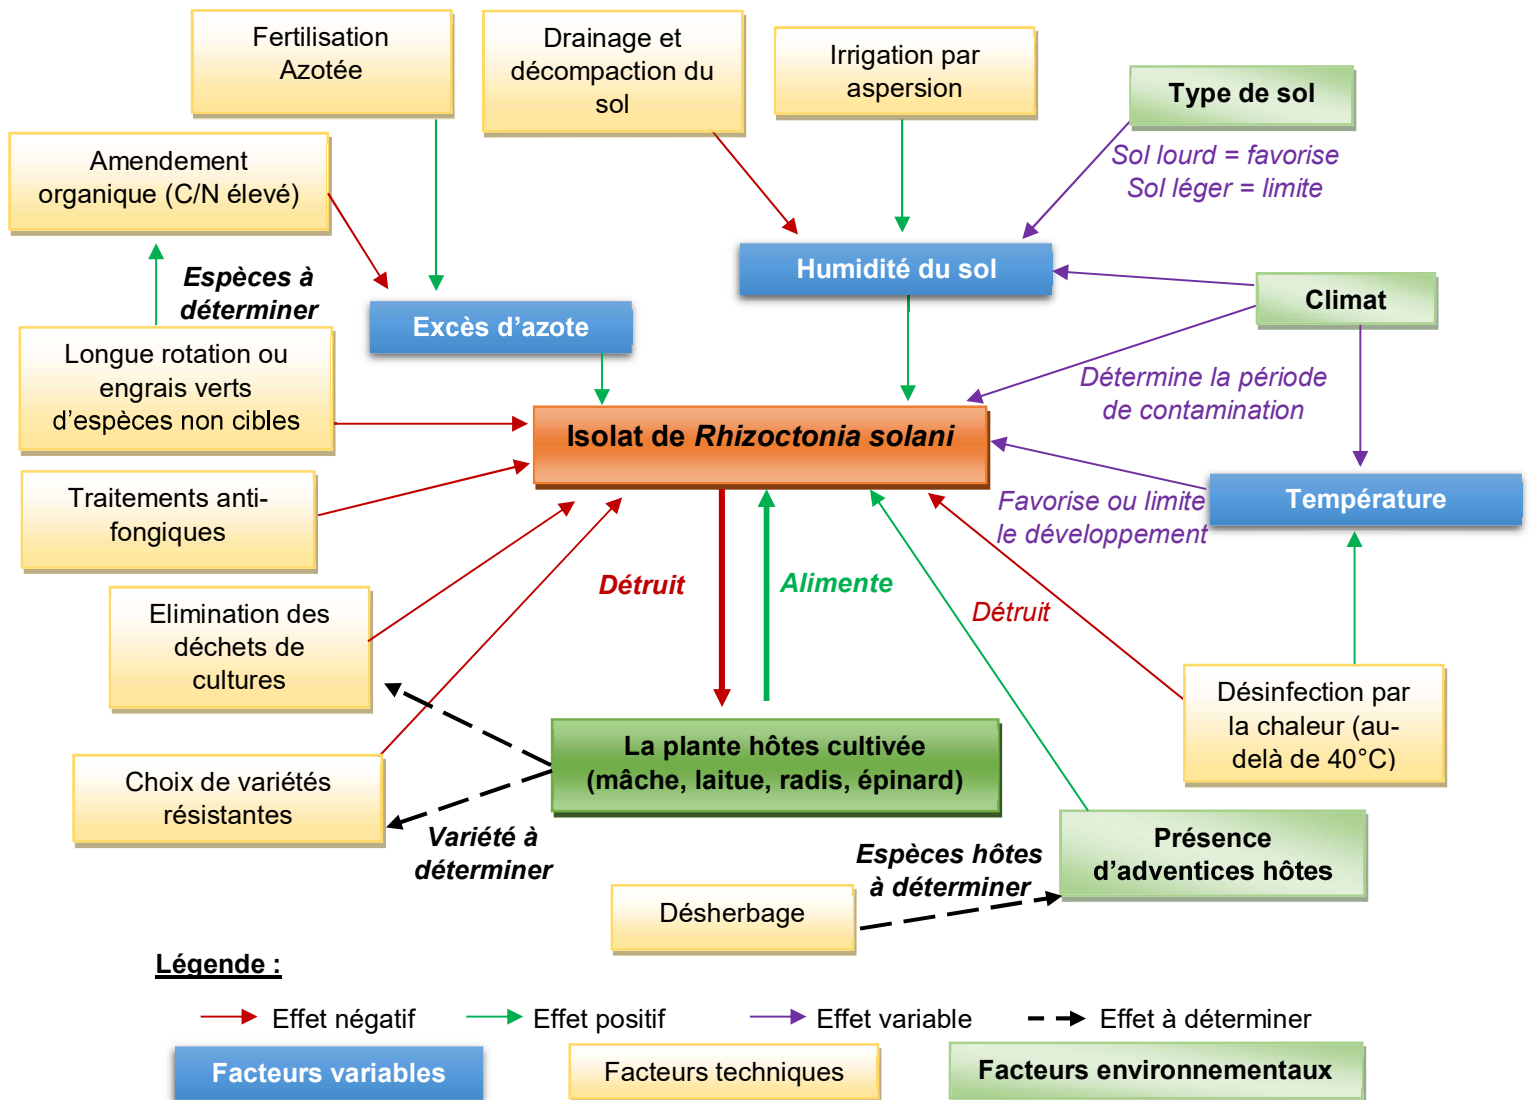 Fertilisation
Azotée
Drainage et
décompaction du
sol
Irrigation par
aspersion
Type de sol
Sol lourd = favorise
Sol léger = limite
Amendement
organique (C/N élevé)
Espèces à
déterminer
Humidité du sol
Climat
Excès d’azote
Longue rotation ou
engrais verts
d’espèces non cibles
Détermine la période
de contamination
Isolat de Rhizoctonia solani
Traitements anti-
fongiques
Favorise ou limite
le développement
Température
Elimination des
déchets de
cultures
Détruit
Alimente
Détruit
Désinfection par
la chaleur (au-
delà de 40°C)
La plante hôtes cultivée
(mâche, laitue, radis, épinard)
Choix de variétés
résistantes
Variété à
déterminer
Espèces hôtes
à déterminer
Présence
d’adventices hôtes
Désherbage
Légende :
Effet négatif
Effet positif
Effet variable
Effet à déterminer
Facteurs variables
Facteurs techniques
Facteurs environnementaux